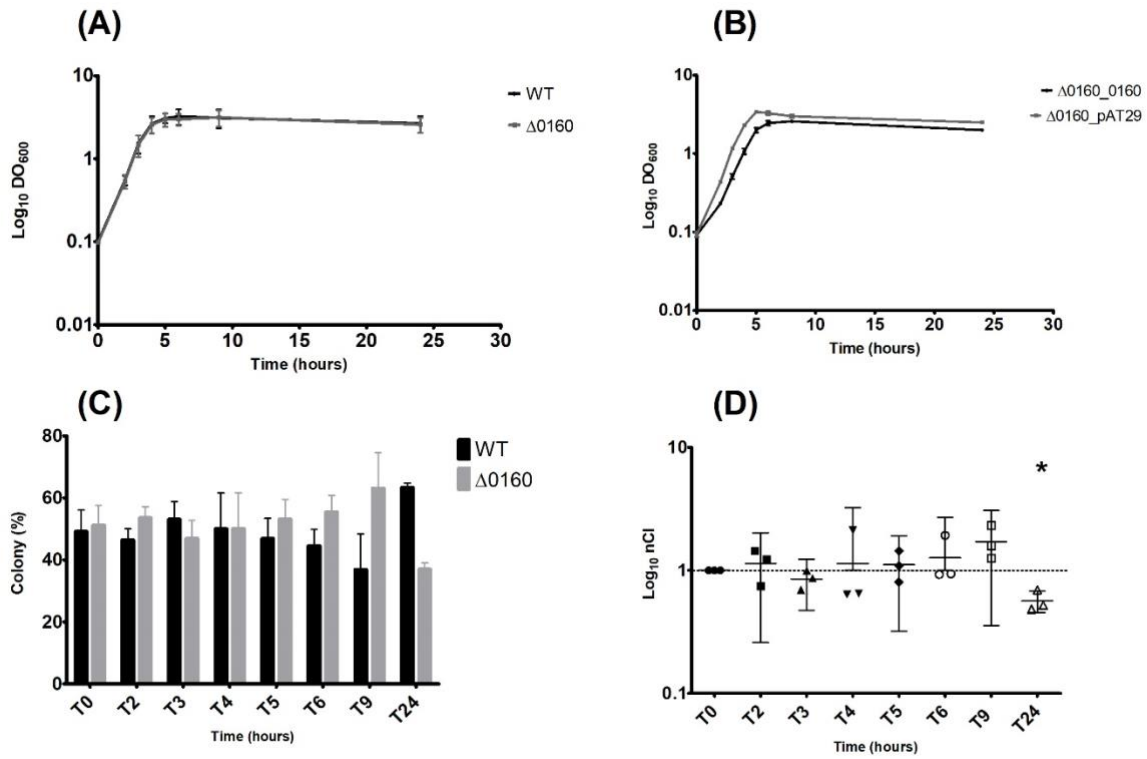 (A)
10
1
0.1
0.01
0 5 10 15 20 25 30
Log10 DO600
Time (hours)
WT
Δ0160
(B)
10
1
0.1
0.01
0 5 10 15 20 25 30
Log10 DO600
Time (hours)
Δ0160_0160
Δ0160_pAT29
(C)
80
60
40
20
0
Colony (%)
T0 T2 T3 T4 T5 T6 T9 T24
Time (hours)
WT
Δ0160
(D)
10
1
0.1
Log10 nCI
*
T0 T2 T3 T4 T5 T6 T9 T24
Time (hours)